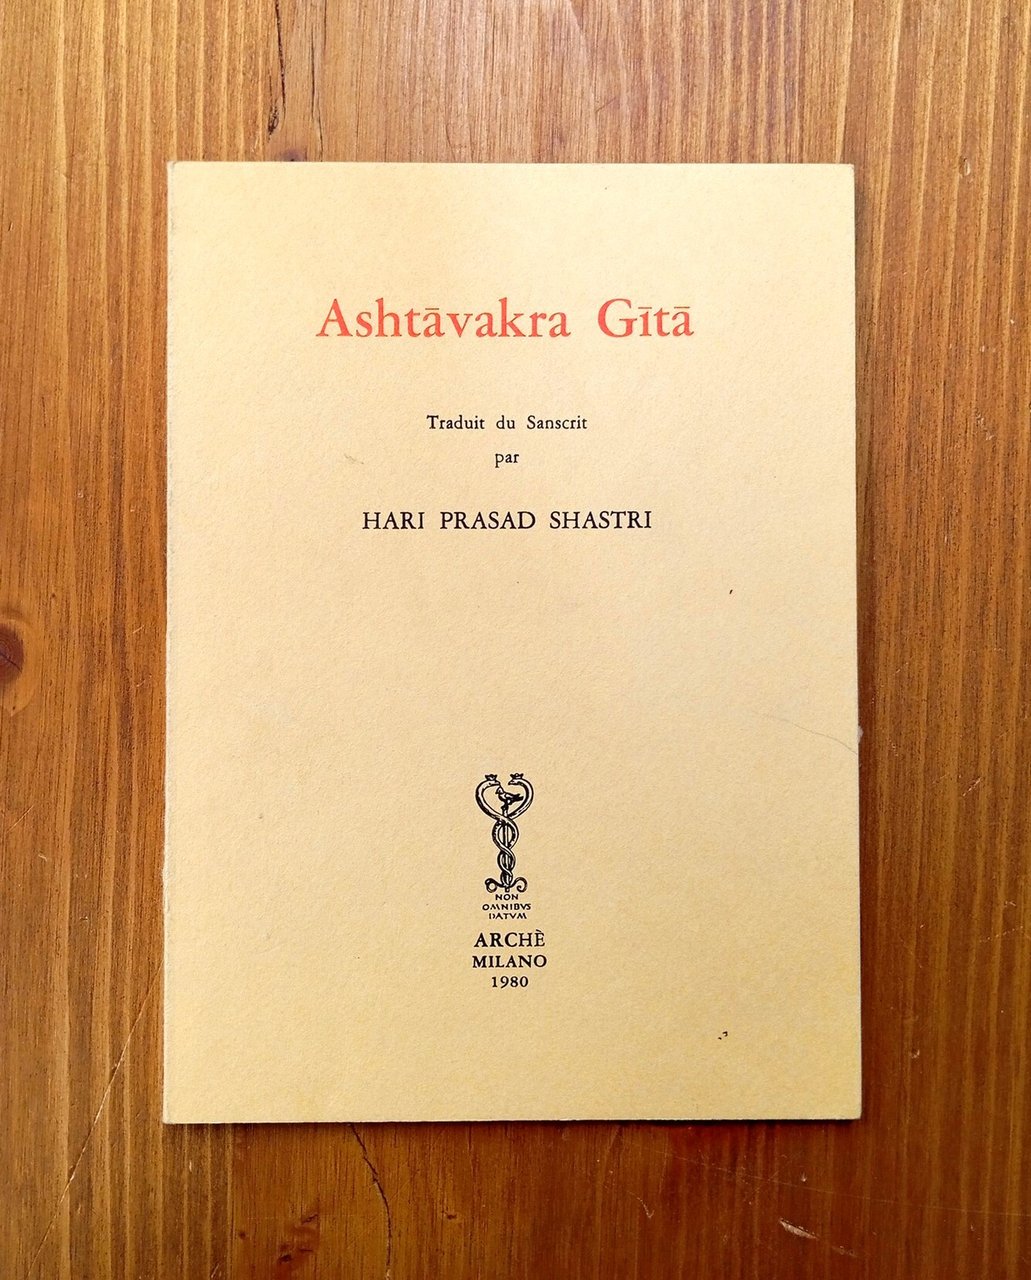 Ashtāvakra Gītā
Traduit du Sanscrit
par
HARI PRASAD SHASTRI
NON
OMNIBVS
DATVM
ARCHÈ
MILANO
1980